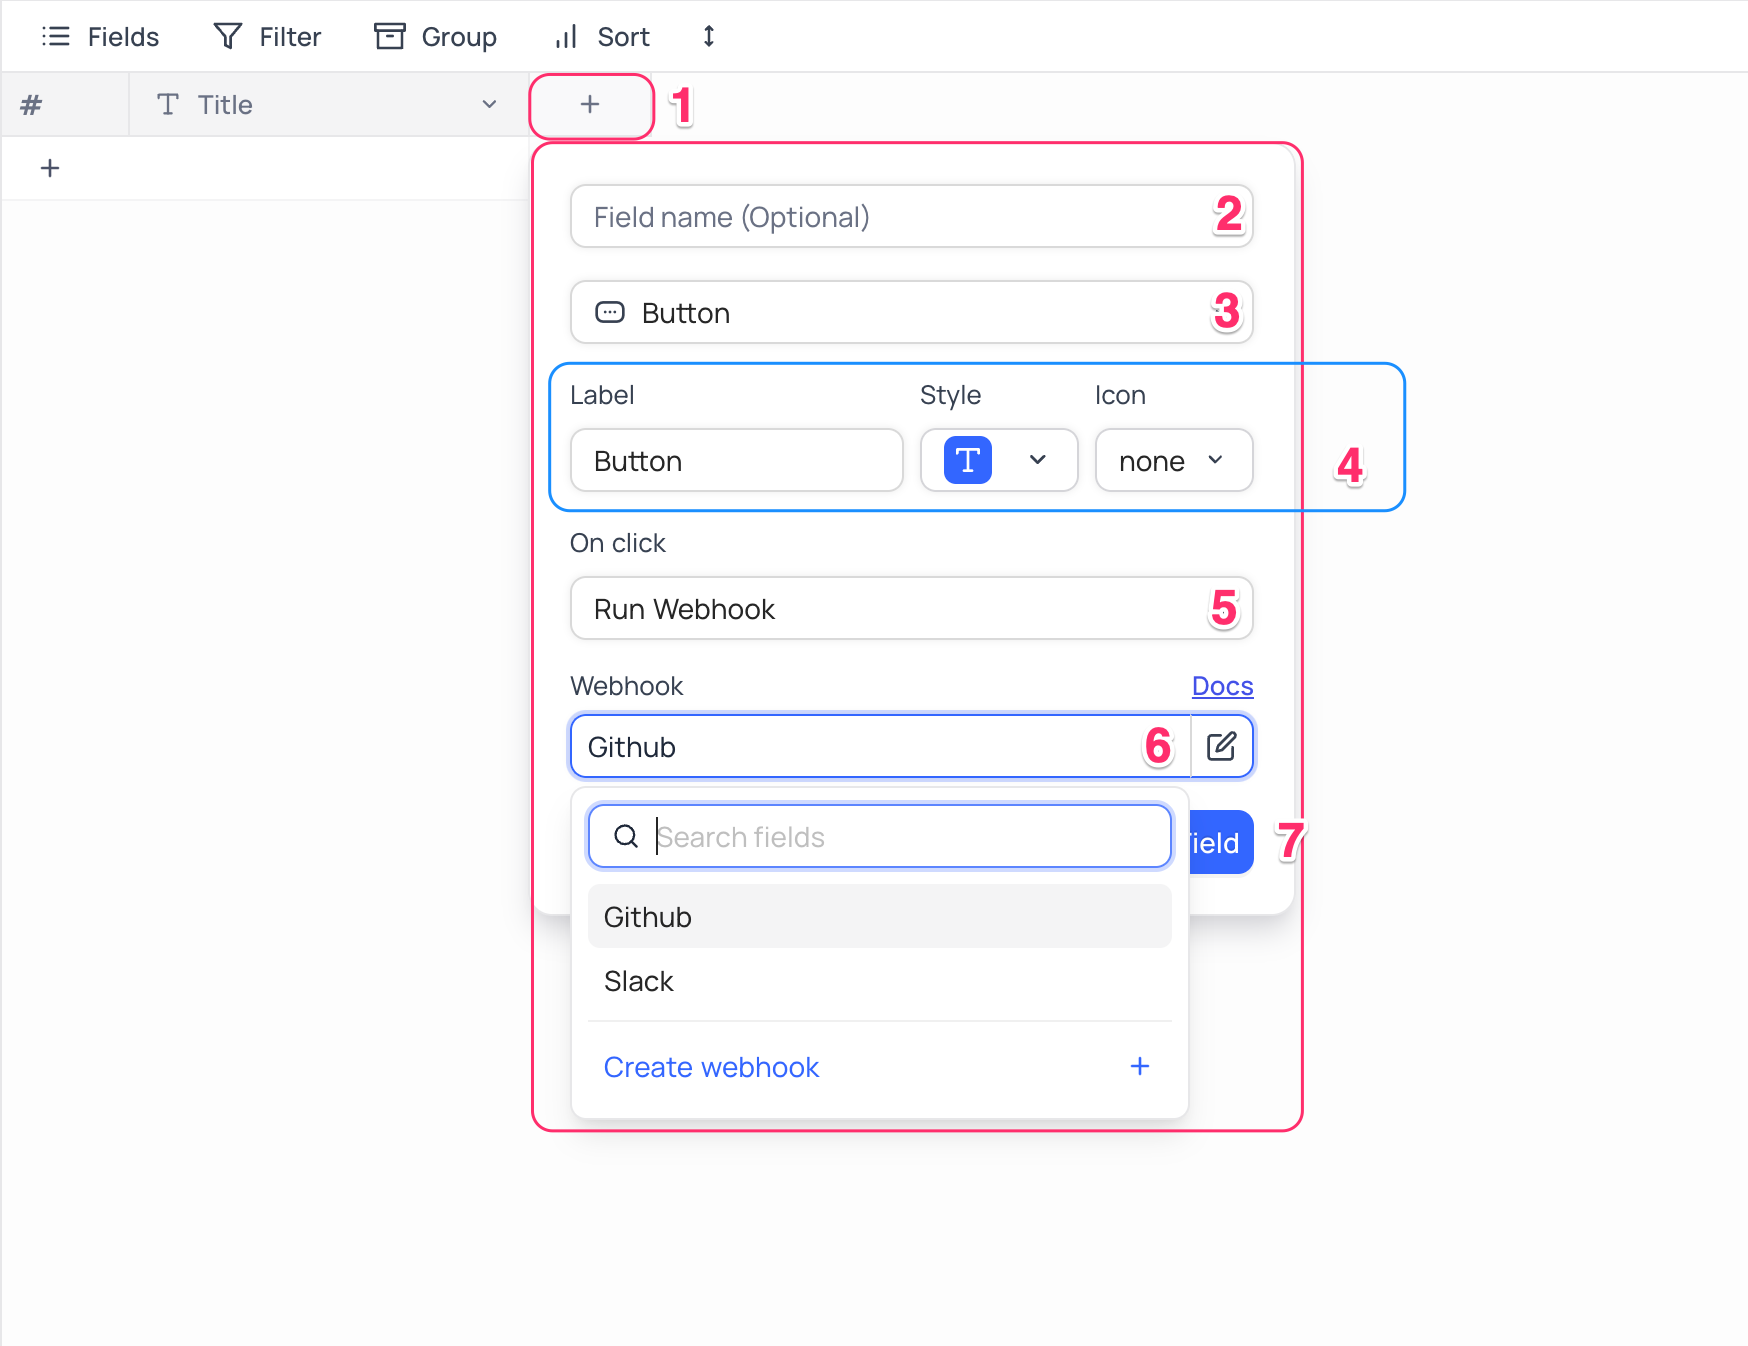 Fields Filter Group Sort
# Title 1
Field name (Optional) 2
Button 3
Label Style Icon
Button T none 4
On click
Run Webhook 5
Webhook Docs
Github 6
Search fields
ield 7
Github
Slack
Create webhook